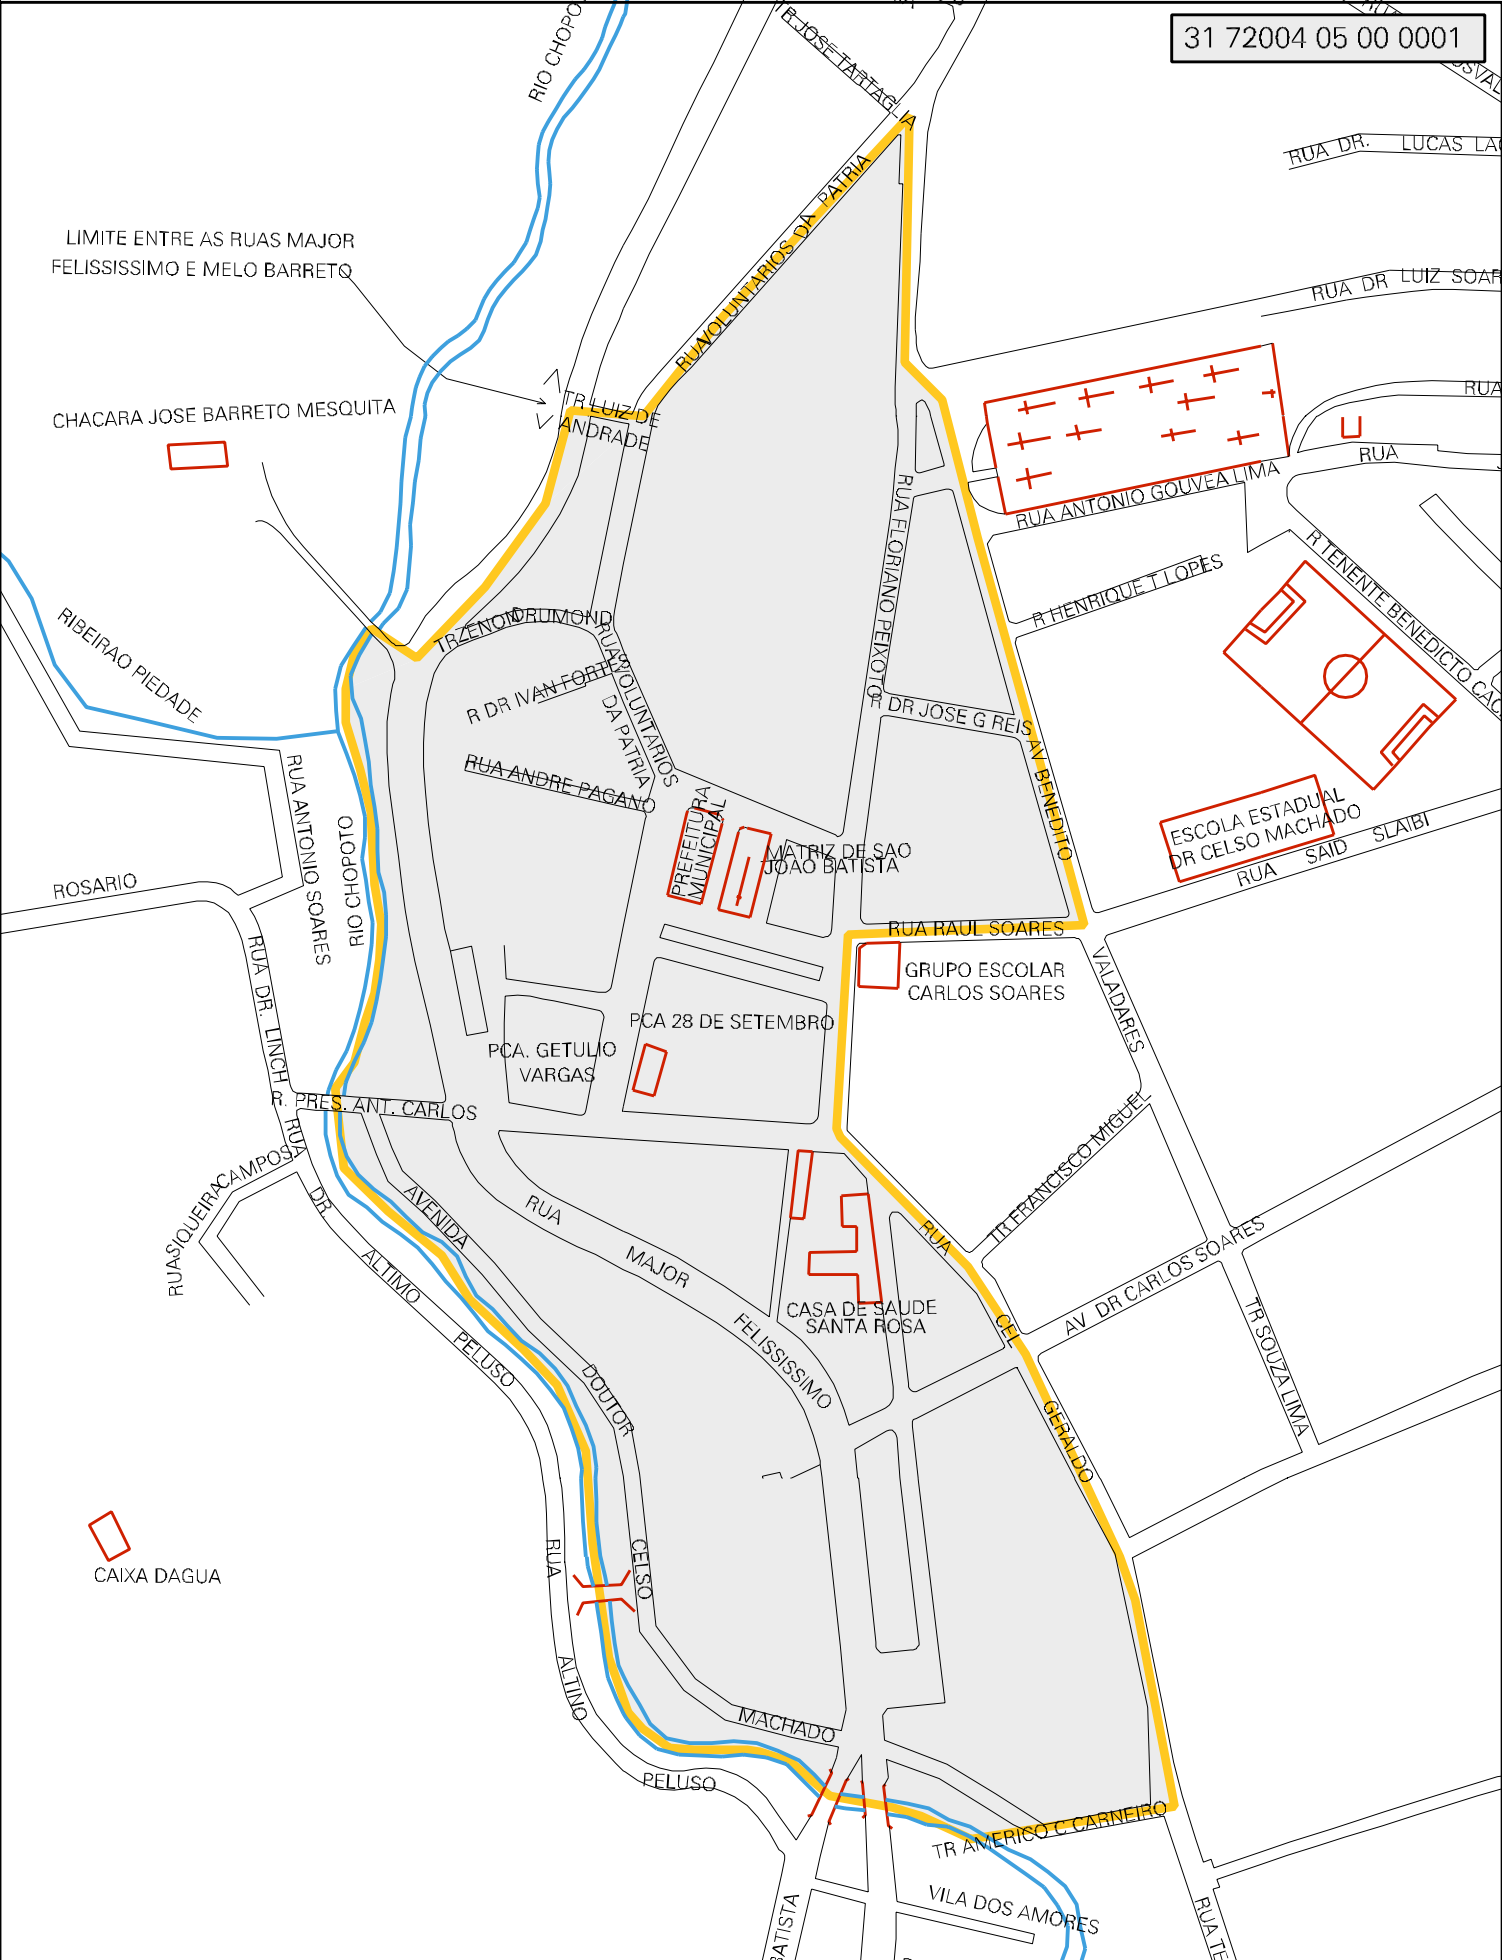 31 72004 05 00 0001
RIO CHOPO
TR JOSE TARTAGLIA
RUA DR. LUCAS LA
LIMITE ENTRE AS RUAS MAJOR
FELISSISSIMO E MELO BARRETO
RUA VOLUNTARIOS DA PATRIA
RUA DR LUIZ SOAR
CHACARA JOSE BARRETO MESQUITA
TR LUIZ DE
ANDRADE
RUA
RUA
RUA ANTONIO GOUVEA LIMA
RUA FLORIANO PEIXOTO
R HENRIQUE T LOPES
R TENENTE BENEDICTO CAC
RIBEIRAO PIEDADE
TR ZENON DRUMOND
R DR IVAN FORTES
RUA VOLUNTARIOS
DA PATRIA
R DR JOSE G REIS
AV BENEDITO
RUA ANDRE PAGANO
RUA ANTONIO SOARES
RIO CHOPOTO
PREFEITURA
MUNICIPAL
MATRIZ DE SAO
JOAO BATISTA
ESCOLA ESTADUAL
DR CELSO MACHADO
RUA SAID SLAIBI
ROSARIO
RUA RAUL SOARES
GRUPO ESCOLAR
CARLOS SOARES
VALADARES
RUA DR. LINCH
PCA 28 DE SETEMBRO
PCA. GETULIO
VARGAS
R. PRES. ANT. CARLOS
TR FRANCISCO MIGUEL
RUA SIQUEIRA CAMPOS
RUA
DR.
ALTIMO
PELUSO
AVENIDA
RUA
MAJOR
FELISSISSIMO
RUA
CEL
GERALDO
AV DR CARLOS SOARES
TR SOUZA LIMA
CASA DE SAUDE
SANTA ROSA
DOUTOR
CELSO
MACHADO
CAIXA DAGUA
RUA
ALTINO
PELUSO
TR AMERICO C CARNEIRO
VILA DOS AMORES
BATISTA
RUA TE